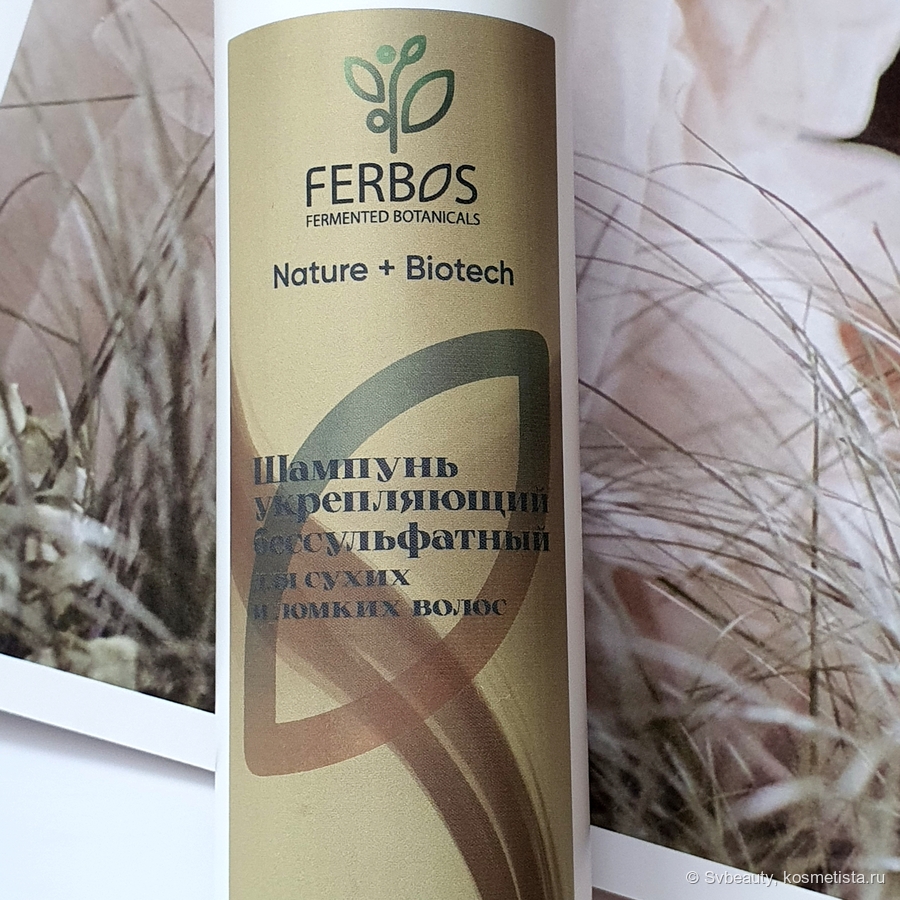 FERBOS
FERMENTED BOTANICALS
Nature + Biotech
Шампунь
укрепляющий
бессульфатный
для сухих
и ломких волос
© Svbeauty, kosmetista.ru